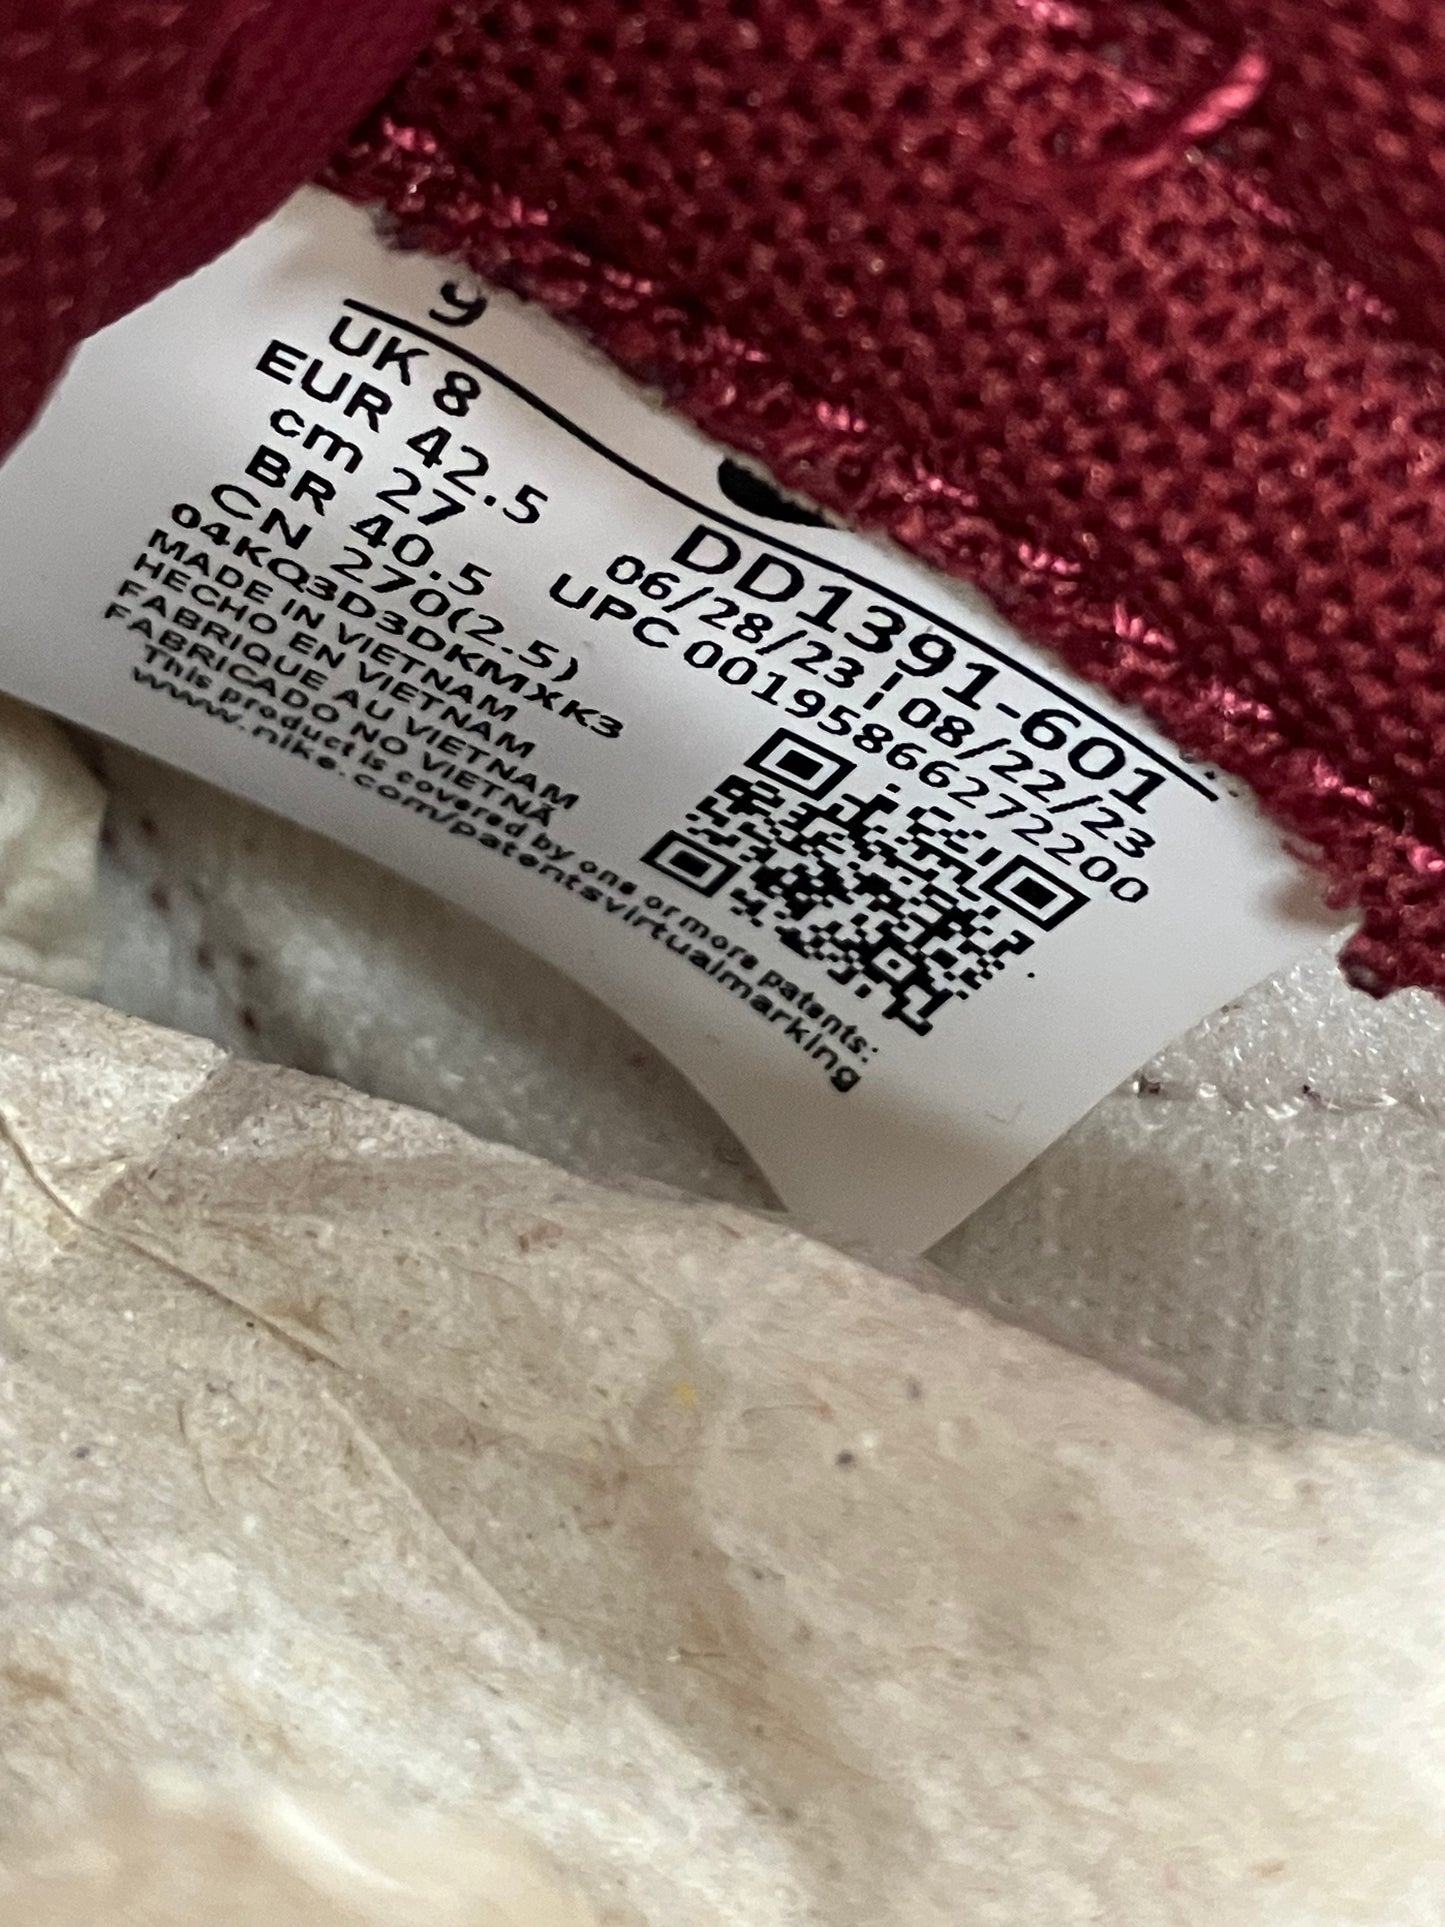 9
UK 8
EUR 42.5
cm 27
BR 40.5
CN 270(2.5)
04KQ3D3DKMXK3
MADE IN VIETNAM
HECHO EN VIETNAM
FABRIQUE AU VIETNAM
FABRICADO NO VIETNÃ
This product is covered by one or more patents:
www.nike.com/patentsvirtualmarking
DD1391-601
06/28/23 | 08/22/23
UPC 00195866272200